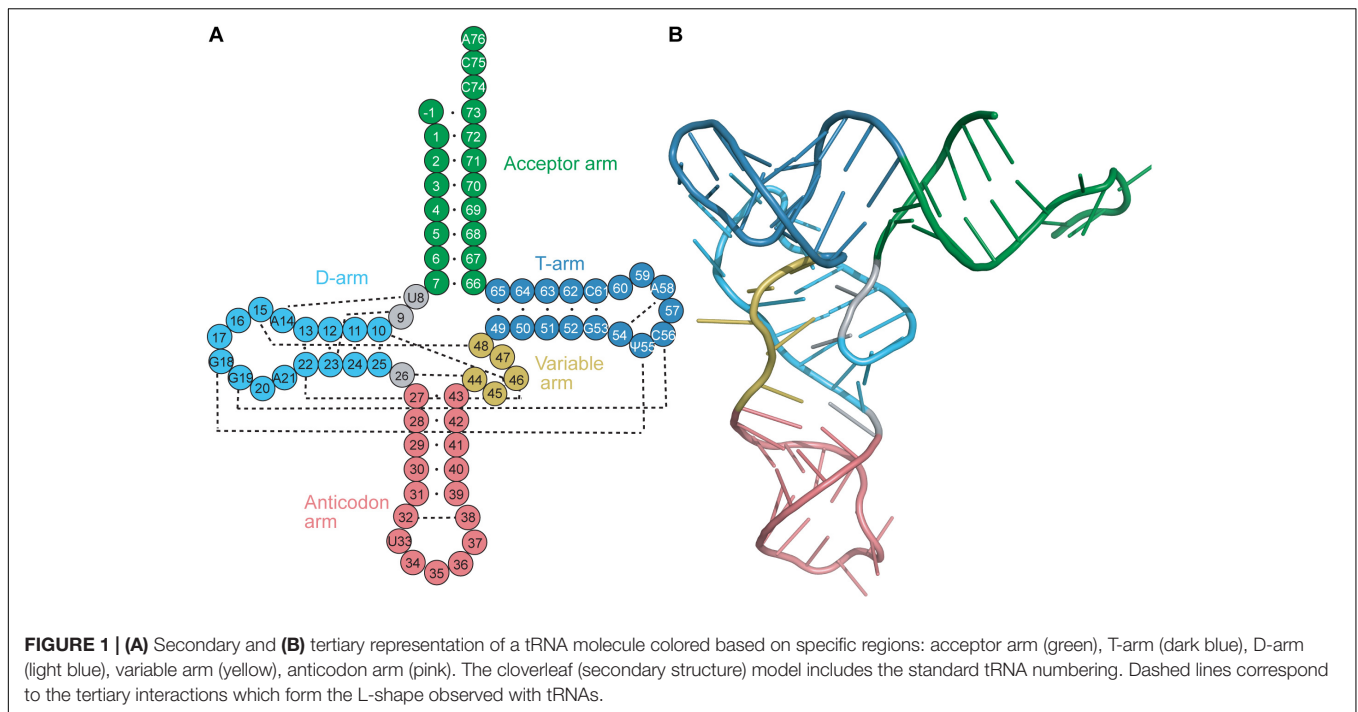 A
B
A76
C75
C74
-1 73
1 72
2 71
Acceptor arm
3 70
4 69
5 68
6 67
7 66
D-arm
T-arm
U8
9
15
16
A14
17
13 12 11 10
G18
G19
20
A21
22 23 24 25
26
65 64 63 62 C61 60
59
A58
57
49 50 51 52 G53 54
Ψ55
C56
48
47
46
44
45
Variable
arm
27 43
28 42
29 41
30 40
31 39
Anticodon
arm
32 38
U33 37
34 36
35
FIGURE 1 | (A) Secondary and (B) tertiary representation of a tRNA molecule colored based on specific regions: acceptor arm (green), T-arm (dark blue), D-arm
(light blue), variable arm (yellow), anticodon arm (pink). The cloverleaf (secondary structure) model includes the standard tRNA numbering. Dashed lines correspond
to the tertiary interactions which form the L-shape observed with tRNAs.